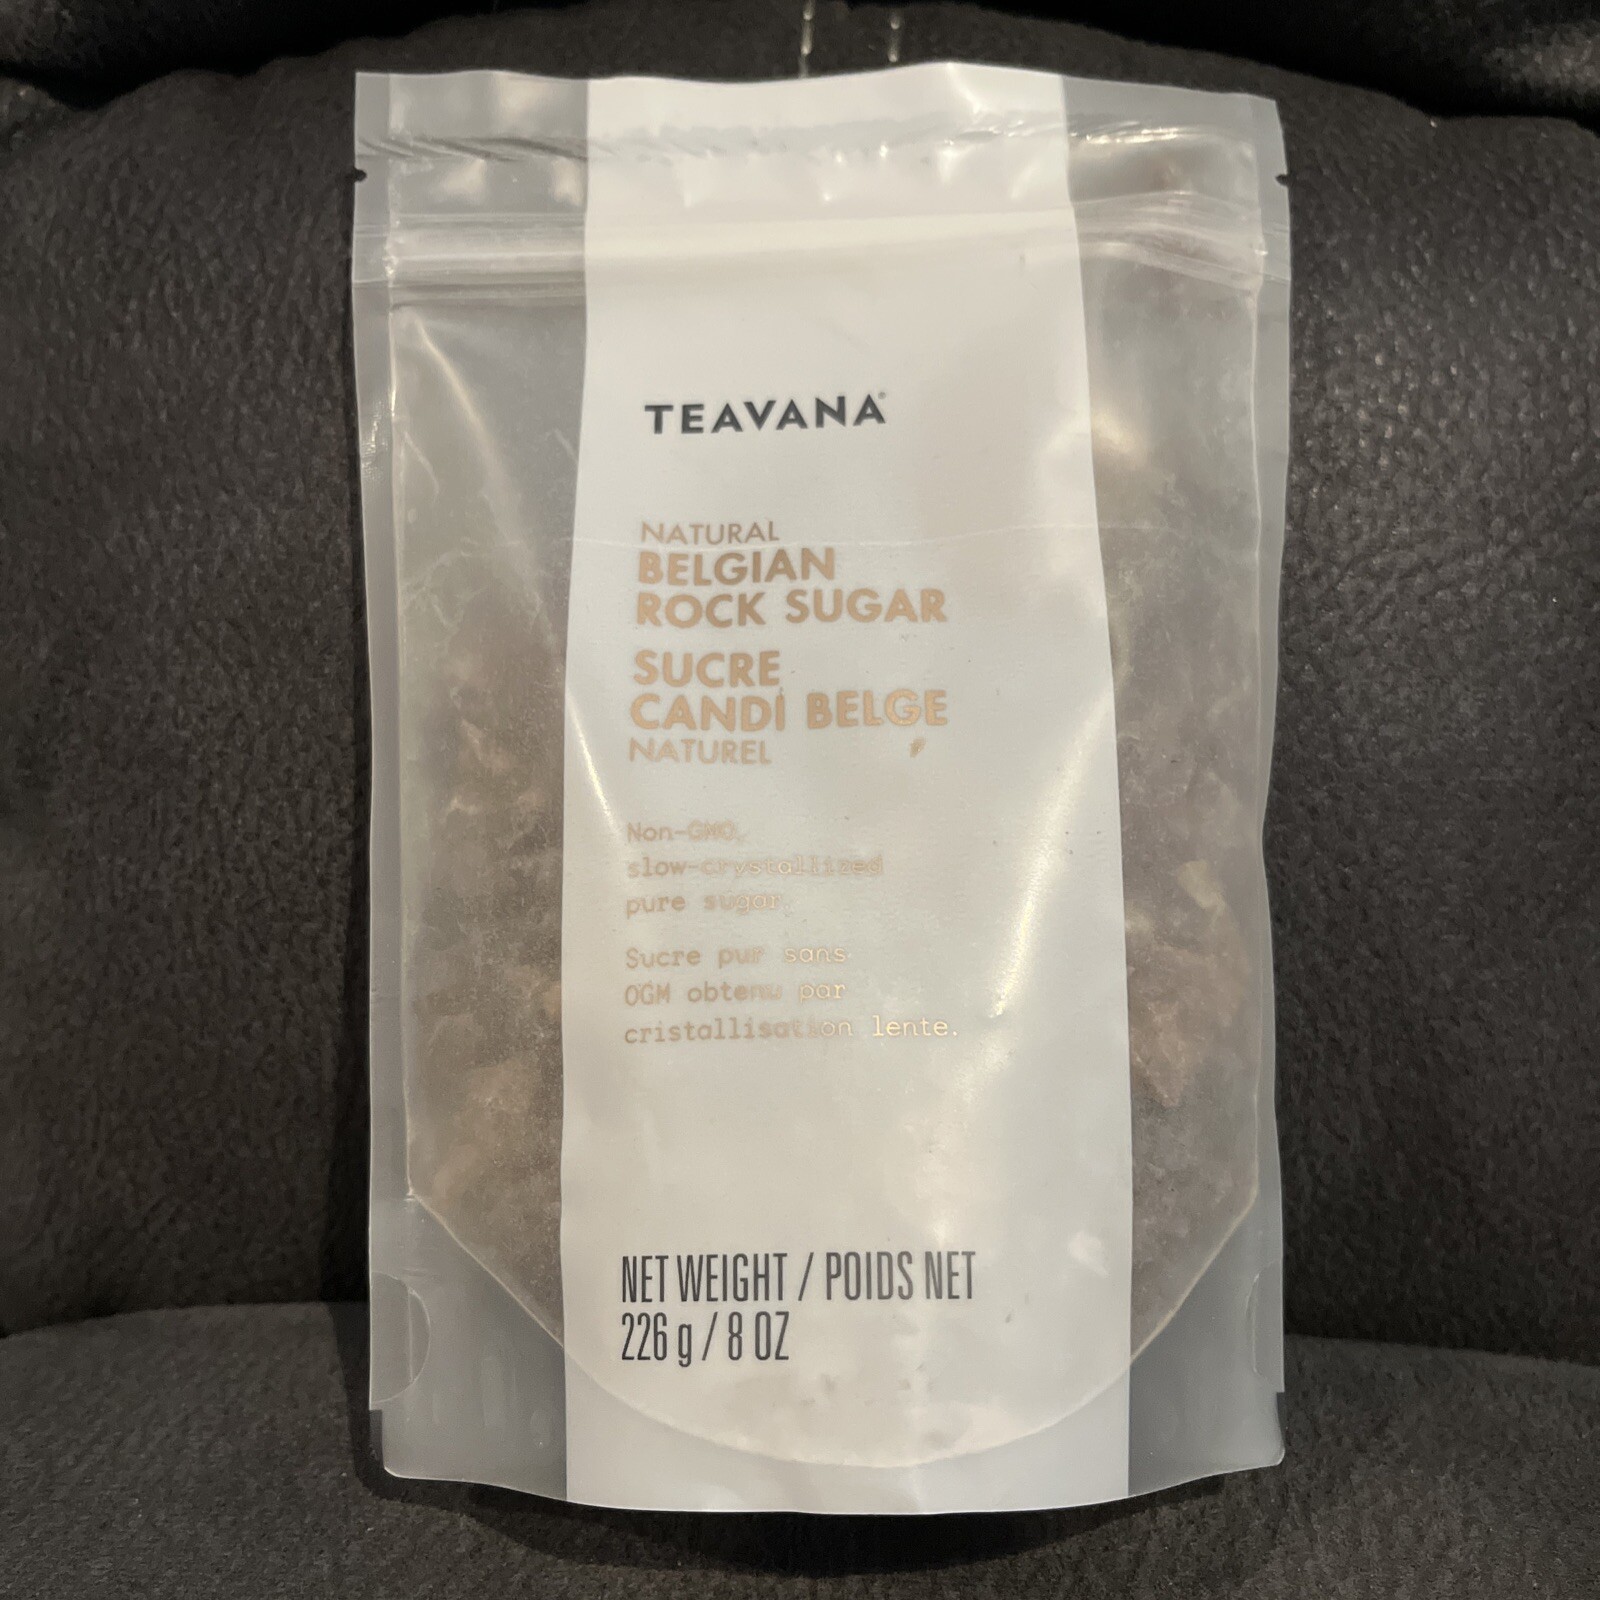 TEAVANA®
NATURAL
BELGIAN
ROCK SUGAR
SUCRE
CANDI BELGE
NATUREL
Non-GMO,
slow-crystallized
pure sugar.
Sucre pur sans
OGM obtenu par
cristallisation lente.
NET WEIGHT / POIDS NET
226 g / 8 OZ